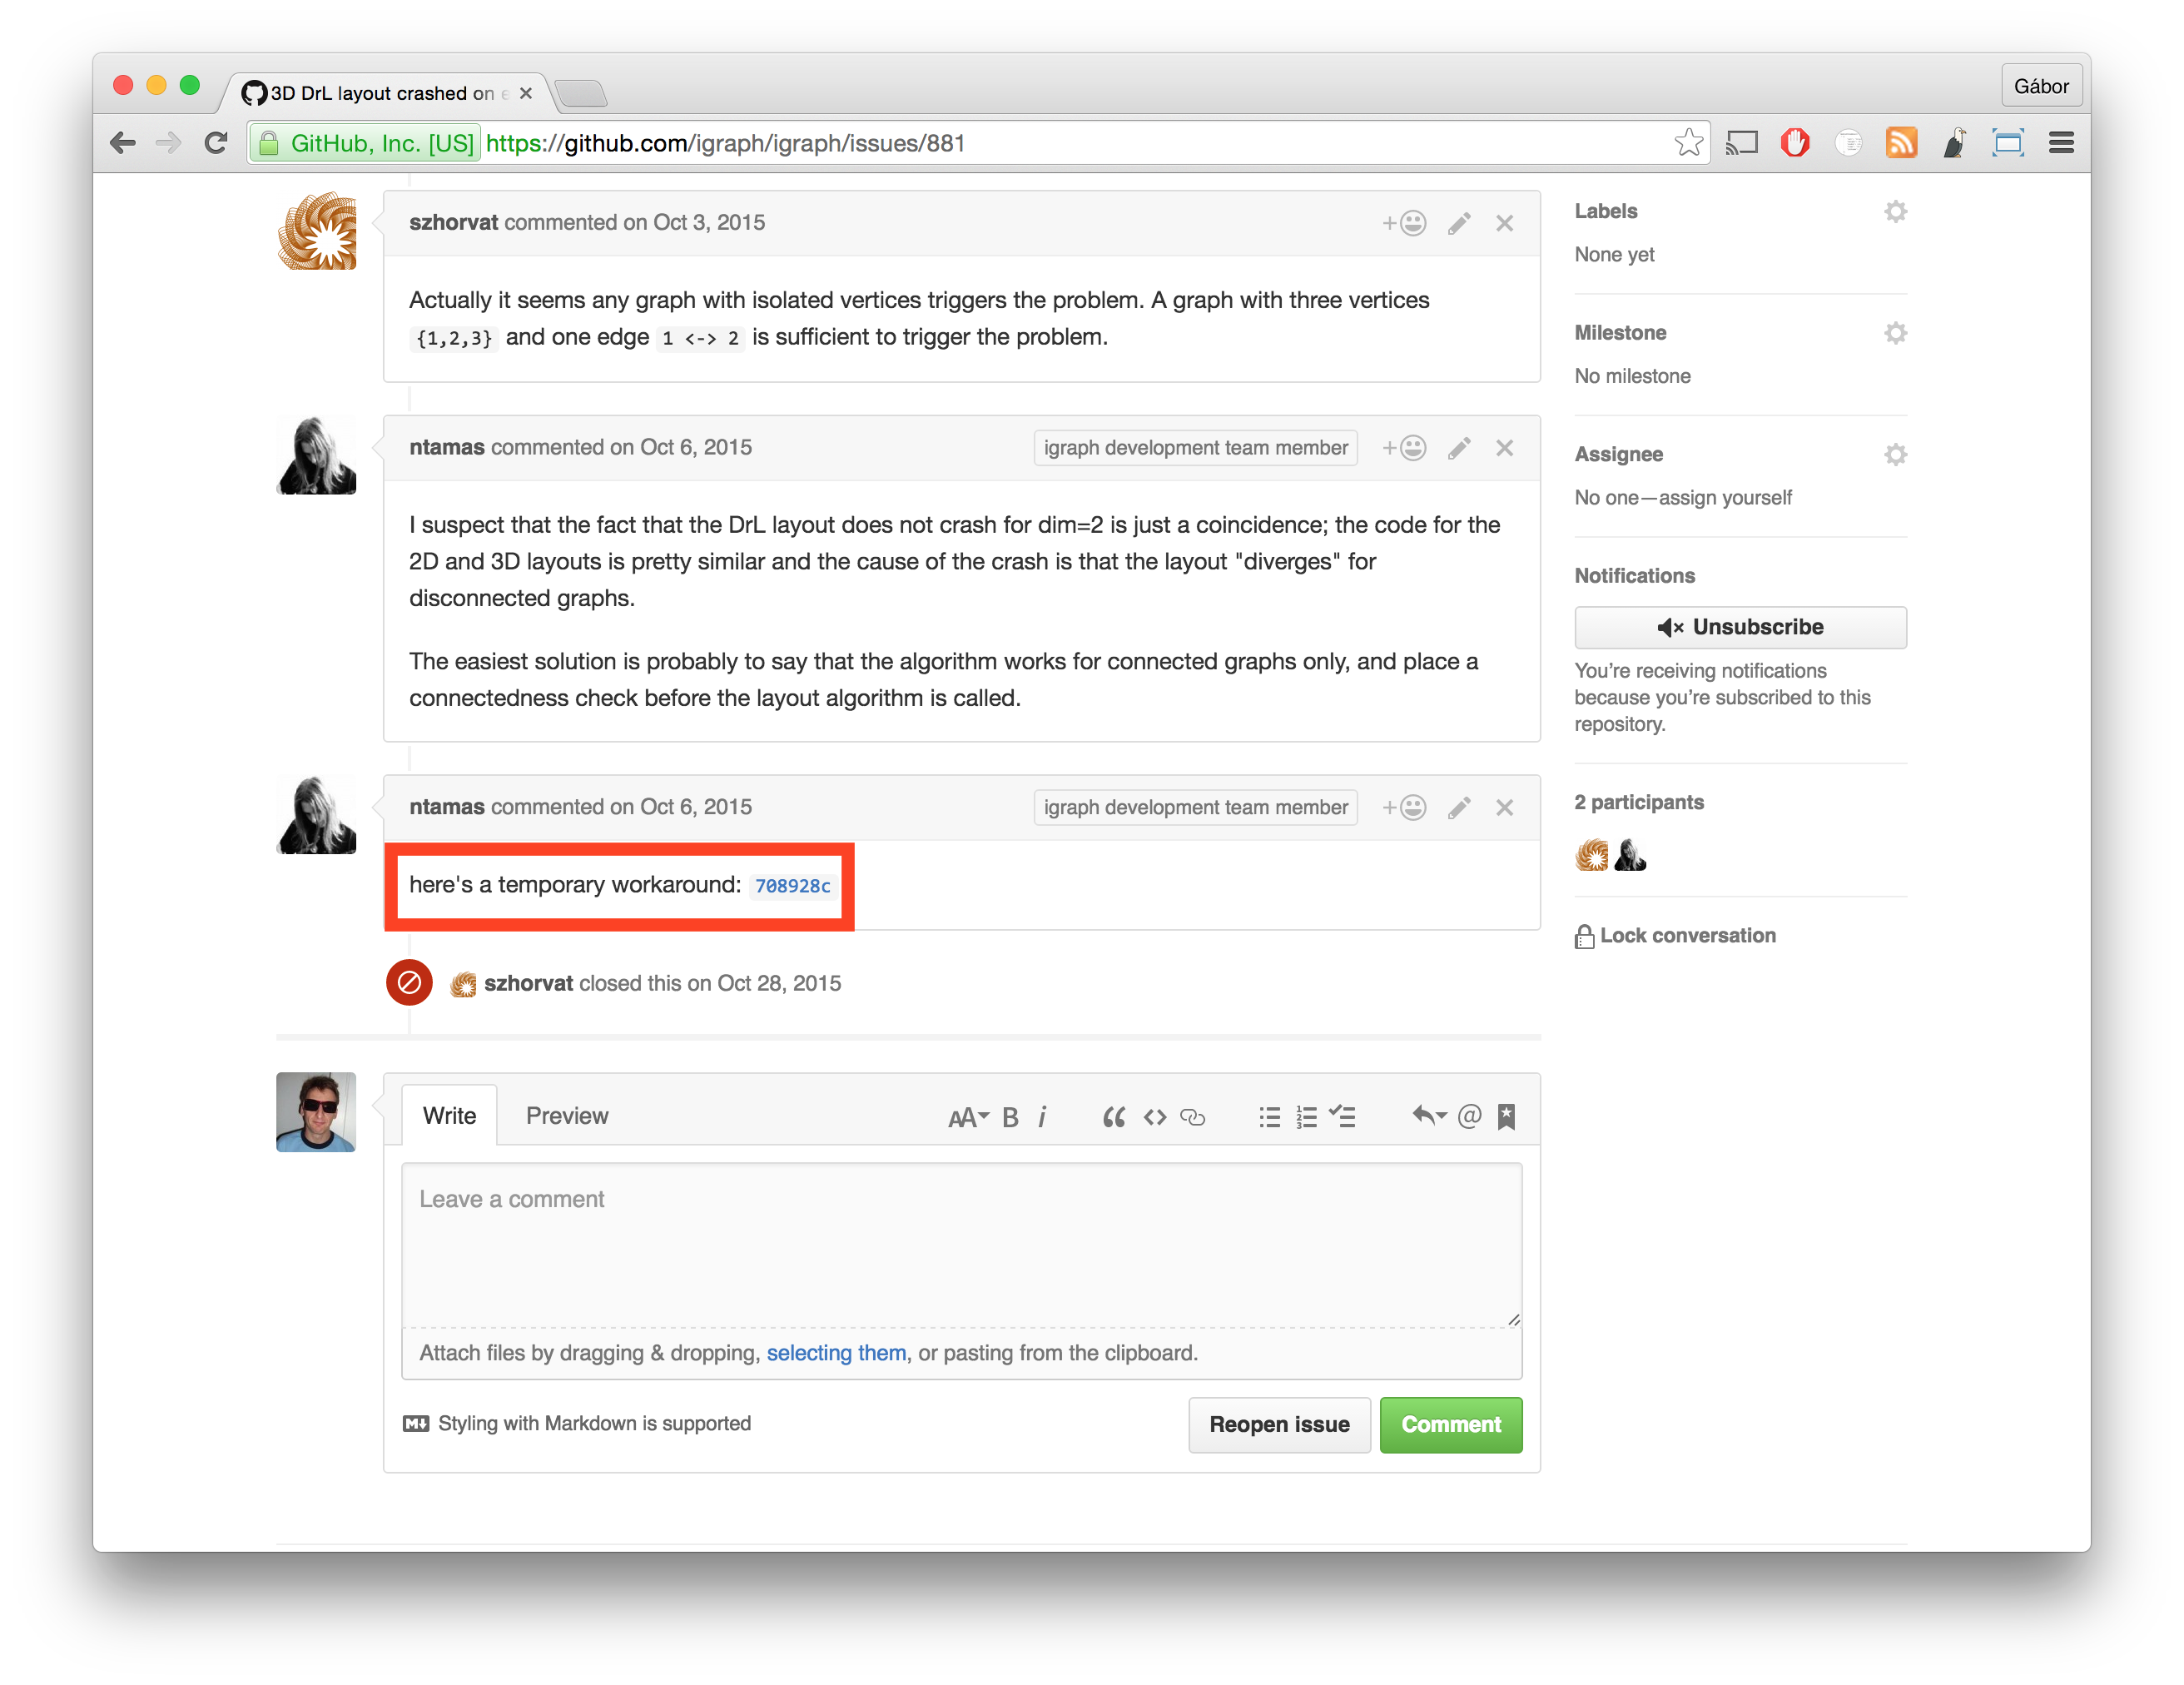 3D DrL layout crashed on e
Gábor
GitHub, Inc. [US] https://github.com/igraph/igraph/issues/881
szhorvat commented on Oct 3, 2015
Actually it seems any graph with isolated vertices triggers the problem. A graph with three vertices
{1,2,3} and one edge 1 <-> 2 is sufficient to trigger the problem.
ntamas commented on Oct 6, 2015 igraph development team member
I suspect that the fact that the DrL layout does not crash for dim=2 is just a coincidence; the code for the
2D and 3D layouts is pretty similar and the cause of the crash is that the layout "diverges" for
disconnected graphs.
The easiest solution is probably to say that the algorithm works for connected graphs only, and place a
connectedness check before the layout algorithm is called.
ntamas commented on Oct 6, 2015 igraph development team member
here's a temporary workaround: 708928c
szhorvat closed this on Oct 28, 2015
Write Preview
AA B i @
Leave a comment
Attach files by dragging & dropping, selecting them, or pasting from the clipboard.
Styling with Markdown is supported
Reopen issue Comment
Labels
None yet
Milestone
No milestone
Assignee
No one—assign yourself
Notifications
Unsubscribe
You're receiving notifications
because you're subscribed to this
repository.
2 participants
Lock conversation